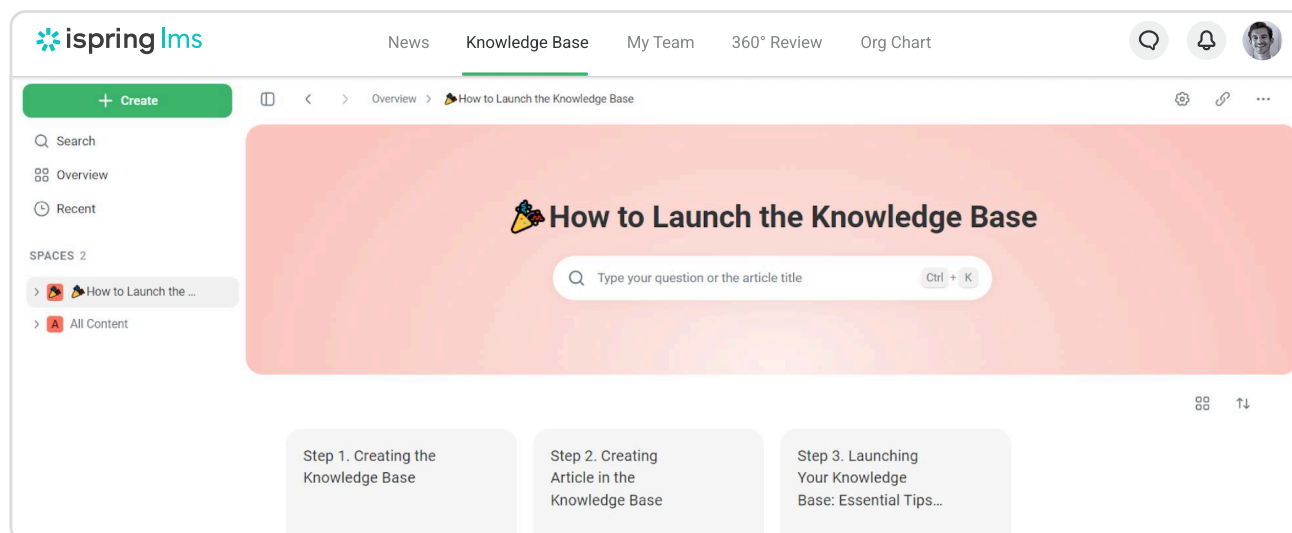 ispring lms
News Knowledge Base My Team 360° Review Org Chart
Create
Overview How to Launch the Knowledge Base
Search
Overview
Recent
SPACES 2
How to Launch the ...
A All Content
How to Launch the Knowledge Base
Type your question or the article title Ctrl + K
Step 1. Creating the
Knowledge Base
Step 2. Creating
Article in the
Knowledge Base
Step 3. Launching
Your Knowledge
Base: Essential Tips...